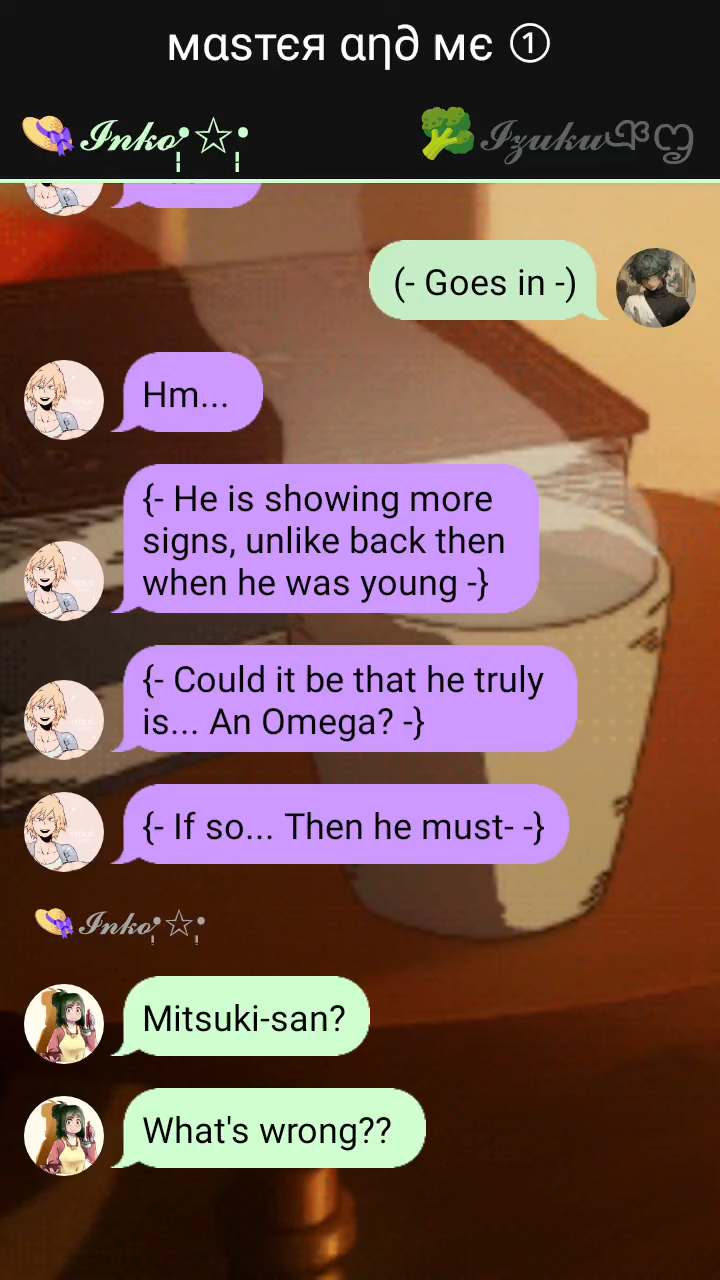 мαѕтєя αη∂ мє ①
𝓘𝓷𝓴𝓸 ☆
𝓘𝔃𝓾𝓴𝓾
(- Goes in -)
Hm...
{- He is showing more
signs, unlike back then
when he was young -}
{- Could it be that he truly
is... An Omega? -}
{- If so... Then he must- -}
𝓘𝓷𝓴𝓸 ☆
Mitsuki-san?
What's wrong??